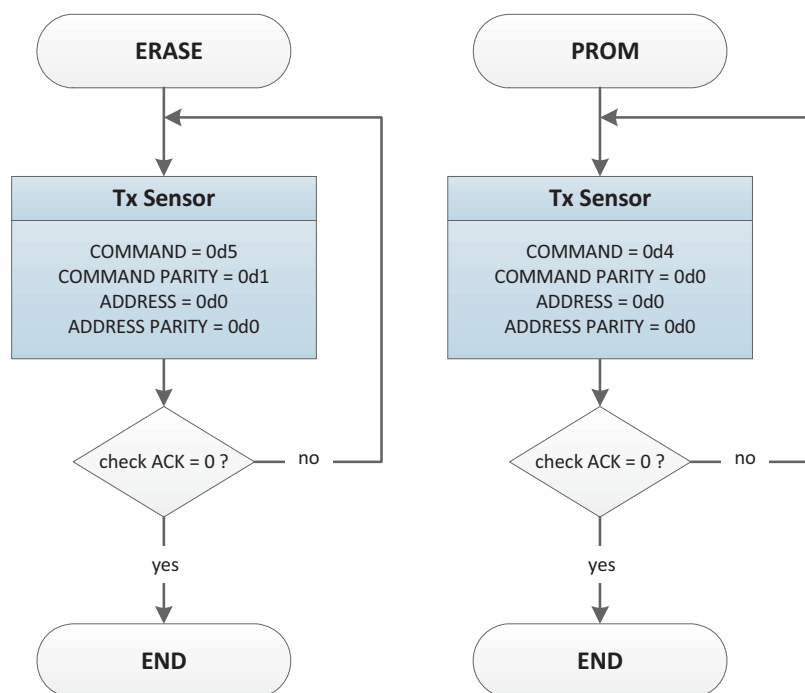 ERASE
Tx Sensor
COMMAND = 0d5
COMMAND PARITY = 0d1
ADDRESS = 0d0
ADDRESS PARITY = 0d0
check ACK = 0 ?
no
yes
END
PROM
Tx Sensor
COMMAND = 0d4
COMMAND PARITY = 0d0
ADDRESS = 0d0
ADDRESS PARITY = 0d0
check ACK = 0 ?
no
yes
END